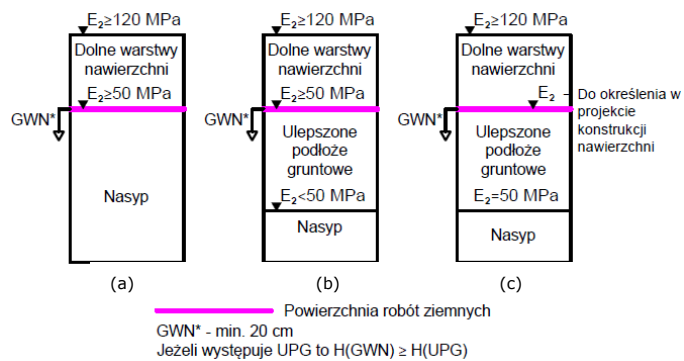 E₂≥120 MPa
Dolne warstwy
nawierzchni
E₂≥50 MPa
GWN*
Nasyp
(a)
E₂≥120 MPa
Dolne warstwy
nawierzchni
E₂≥50 MPa
GWN*
Ulepszone
podłoże
gruntowe
E₂<50 MPa
Nasyp
(b)
E₂≥120 MPa
Dolne warstwy
nawierzchni
E₂ – Do określenia w
projekcie
konstrukcji
nawierzchni
GWN*
Ulepszone
podłoże
gruntowe
E₂=50 MPa
Nasyp
(c)
Powierzchnia robót ziemnych
GWN* - min. 20 cm
Jeżeli występuje UPG to H(GWN) ≥ H(UPG)